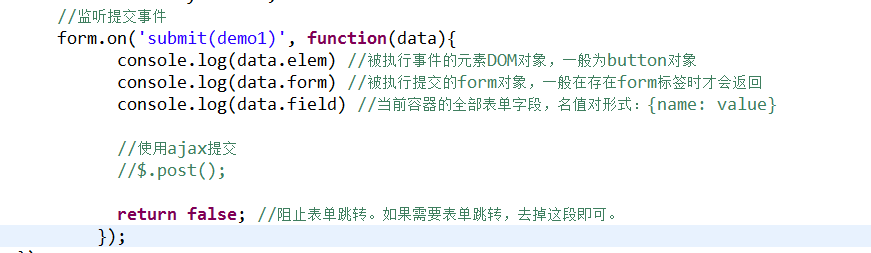 //监听提交事件
form.on('submit(demo1)', function(data){
console.log(data.elem) //被执行事件的元素DOM对象，一般为button对象
console.log(data.form) //被执行提交的form对象，一般在存在form标签时才会返回
console.log(data.field) //当前容器的全部表单字段，名值对形式：{name: value}
//使用ajax提交
//$.post();
return false; //阻止表单跳转。如果需要表单跳转，去掉这段即可。
});